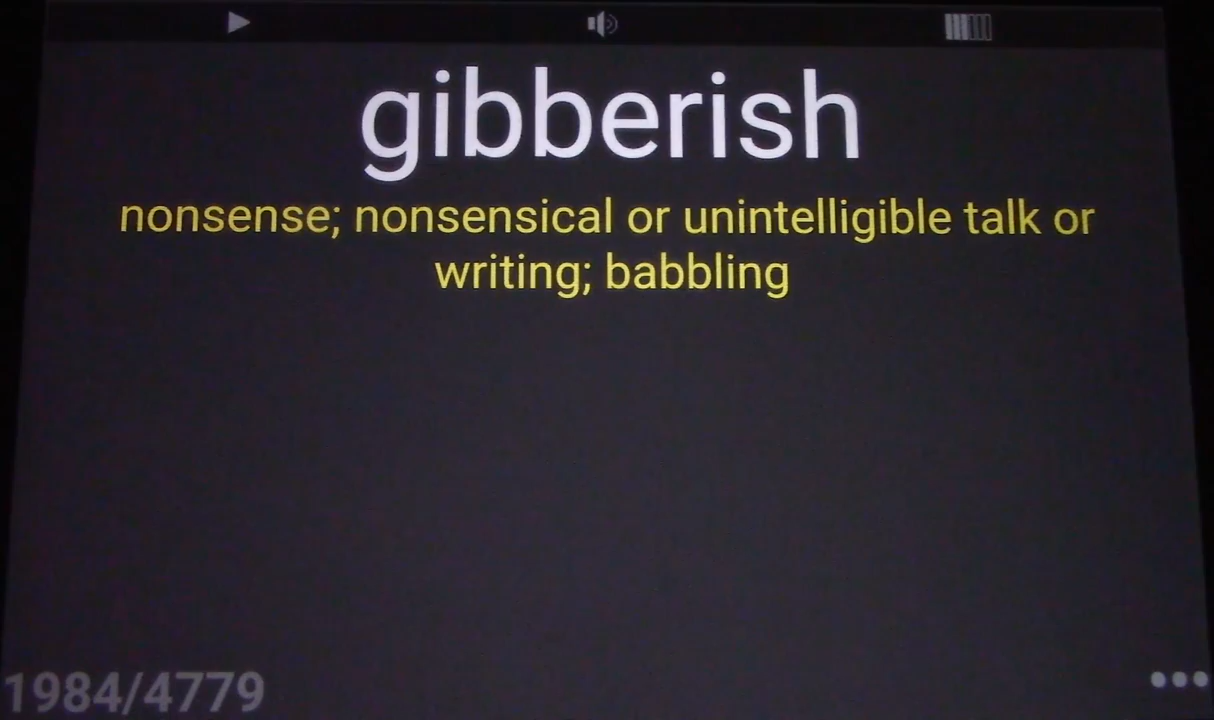 gibberish
nonsense; nonsensical or unintelligible talk or
writing; babbling
1984/4779